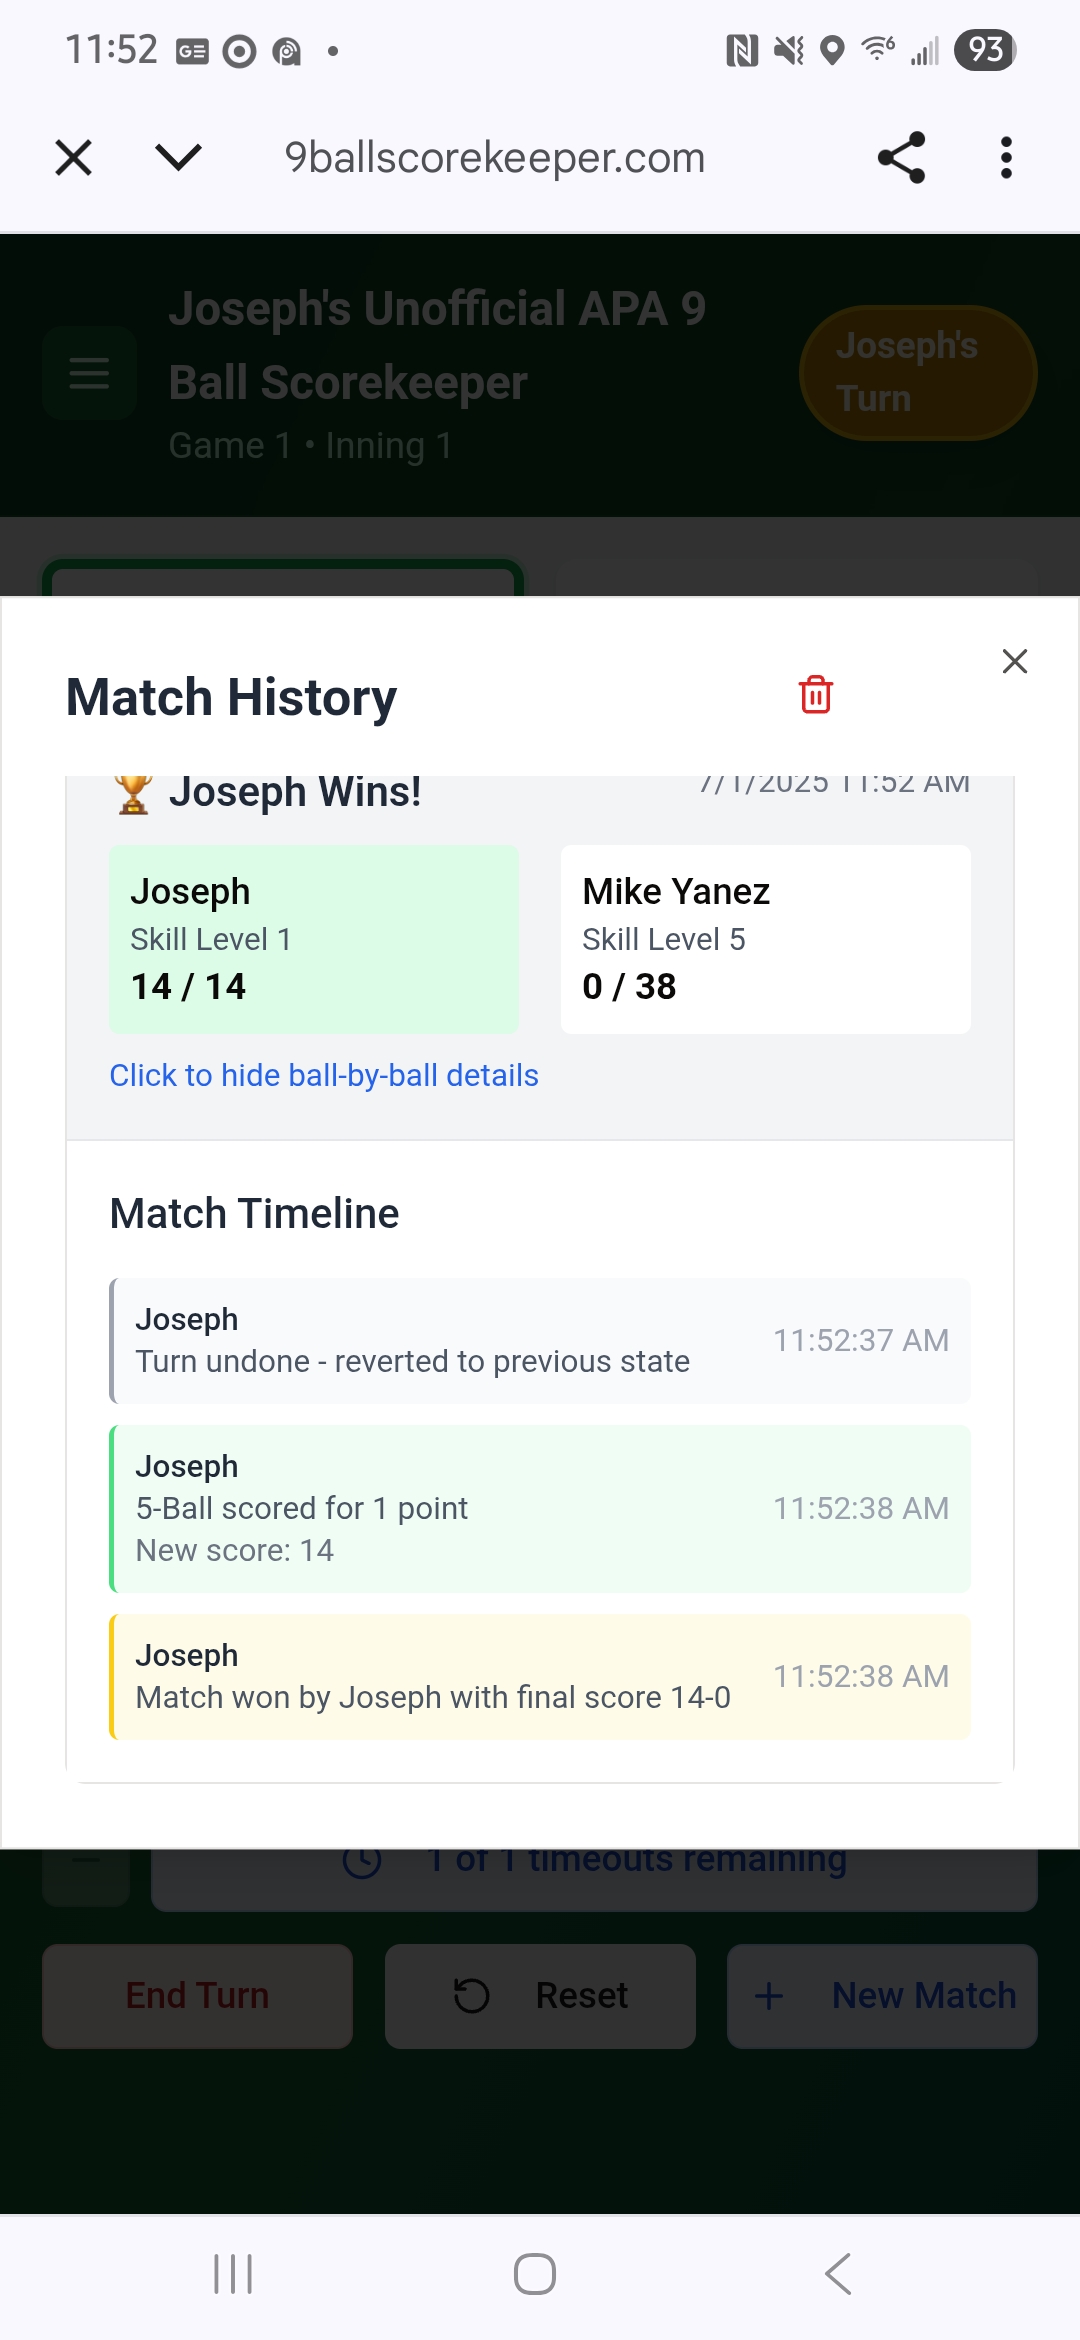 11:52
93
9ballscorekeeper.com
Joseph's Unofficial APA 9
Ball Scorekeeper
Game 1 • Inning 1
Joseph's
Turn
Match History
Joseph Wins!
7/1/2025 11:52 AM
Joseph
Skill Level 1
14 / 14
Mike Yanez
Skill Level 5
0 / 38
Click to hide ball-by-ball details
Match Timeline
Joseph
Turn undone - reverted to previous state
11:52:37 AM
Joseph
5-Ball scored for 1 point
New score: 14
11:52:38 AM
Joseph
Match won by Joseph with final score 14-0
11:52:38 AM
1 of 1 timeouts remaining
End Turn
Reset
New Match